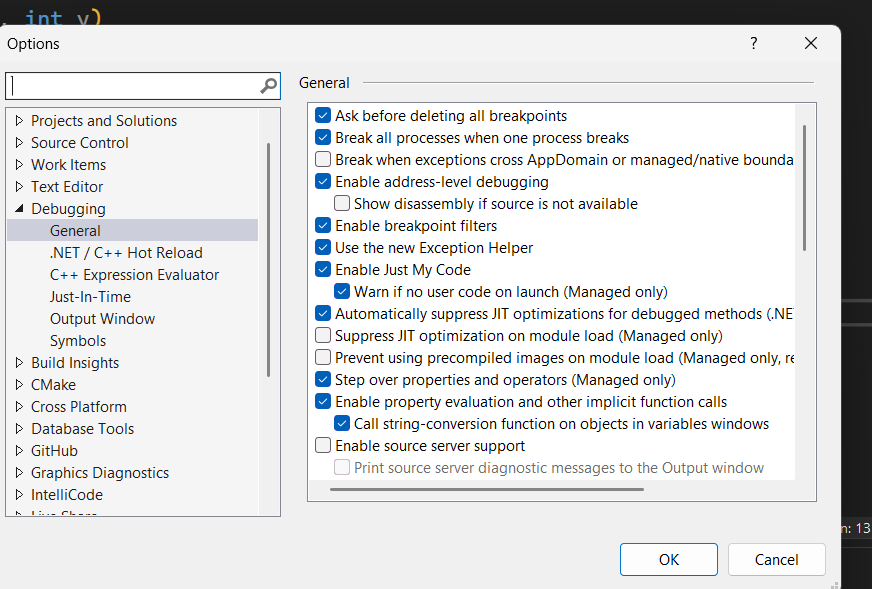 , int y)
Options
?
General
Projects and Solutions
Source Control
Work Items
Text Editor
Debugging
General
.NET / C++ Hot Reload
C++ Expression Evaluator
Just-In-Time
Output Window
Symbols
Build Insights
CMake
Cross Platform
Database Tools
GitHub
Graphics Diagnostics
IntelliCode
Live Share
Ask before deleting all breakpoints
Break all processes when one process breaks
Break when exceptions cross AppDomain or managed/native bounda
Enable address-level debugging
Show disassembly if source is not available
Enable breakpoint filters
Use the new Exception Helper
Enable Just My Code
Warn if no user code on launch (Managed only)
Automatically suppress JIT optimizations for debugged methods (.NE
Suppress JIT optimization on module load (Managed only)
Prevent using precompiled images on module load (Managed only, re
Step over properties and operators (Managed only)
Enable property evaluation and other implicit function calls
Call string-conversion function on objects in variables windows
Enable source server support
Print source server diagnostic messages to the Output window
n: 13
OK
Cancel